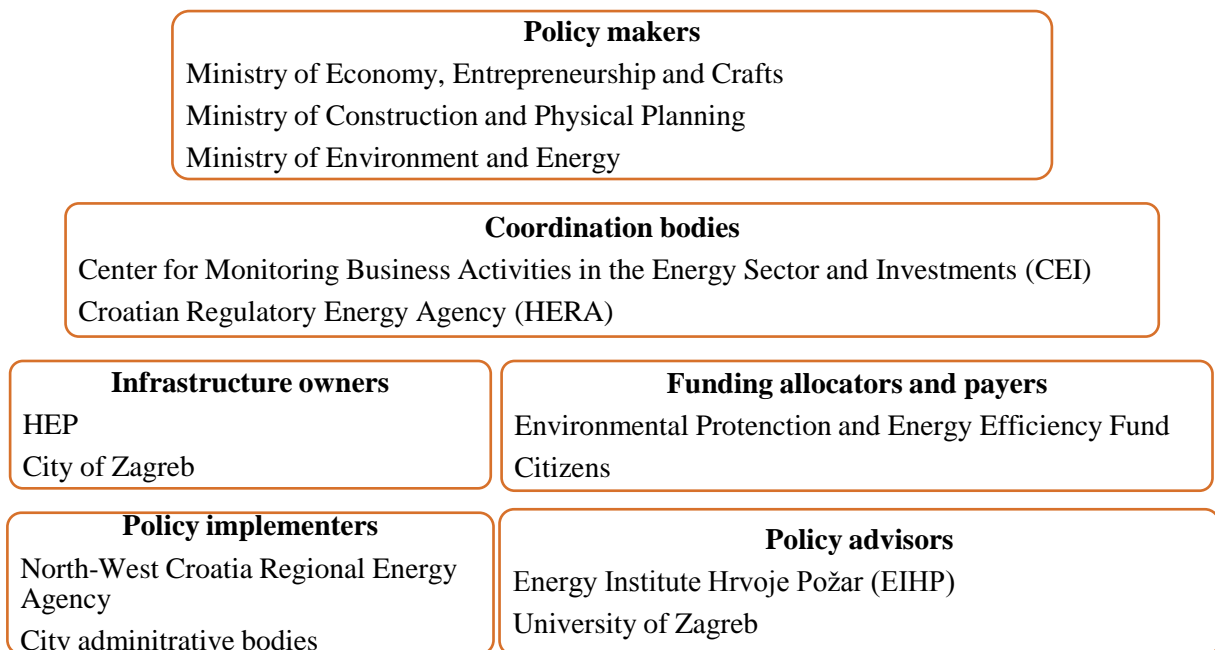 Policy makers
Ministry of Economy, Entrepreneurship and Crafts
Ministry of Construction and Physical Planning
Ministry of Environment and Energy
Coordination bodies
Center for Monitoring Business Activities in the Energy Sector and Investments (CEI)
Croatian Regulatory Energy Agency (HERA)
Infrastructure owners
HEP
City of Zagreb
Funding allocators and payers
Environmental Protenction and Energy Efficiency Fund
Citizens
Policy implementers
North-West Croatia Regional Energy
Agency
City adminitrative bodies
Policy advisors
Energy Institute Hrvoje Požar (EIHP)
University of Zagreb